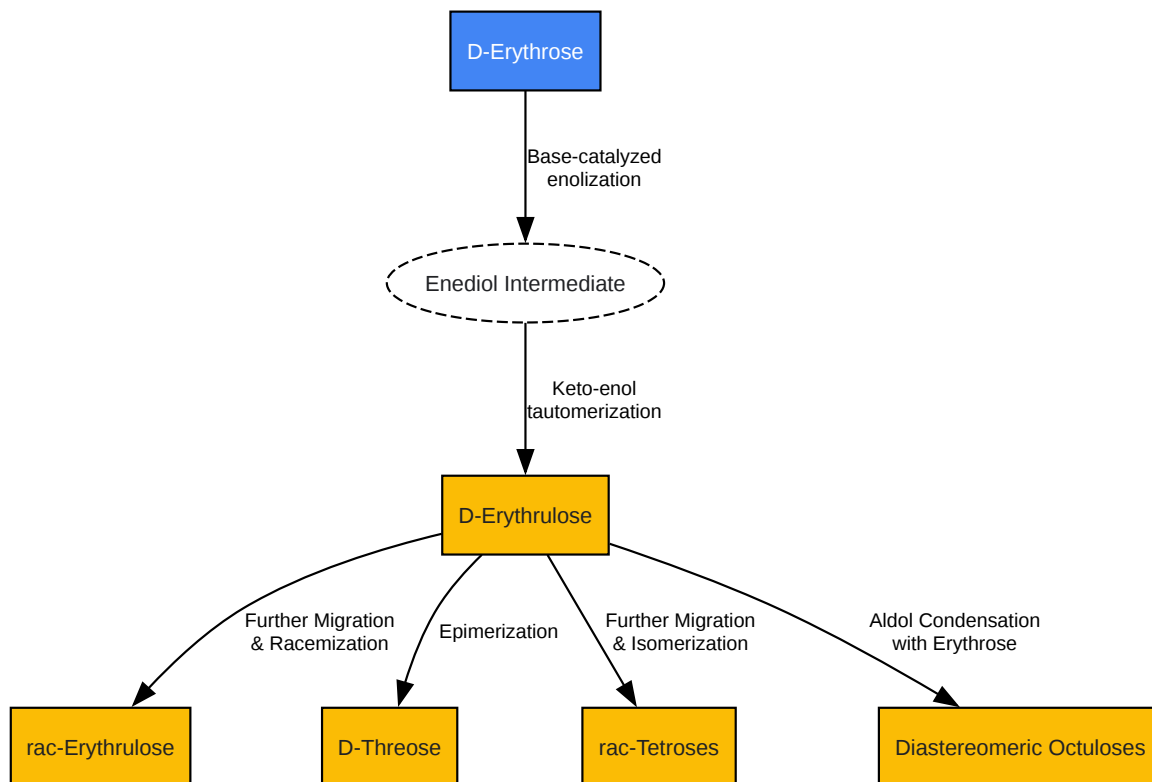 D-Erythrose
Base-catalyzed
enolization
Enediol Intermediate
Keto-enol
tautomerization
D-Erythrulose
Further Migration
& Racemization
Epimerization
Further Migration
& Isomerization
Aldol Condensation
with Erythrose
rac-Erythrulose
D-Threose
rac-Tetroses
Diastereomeric Octuloses